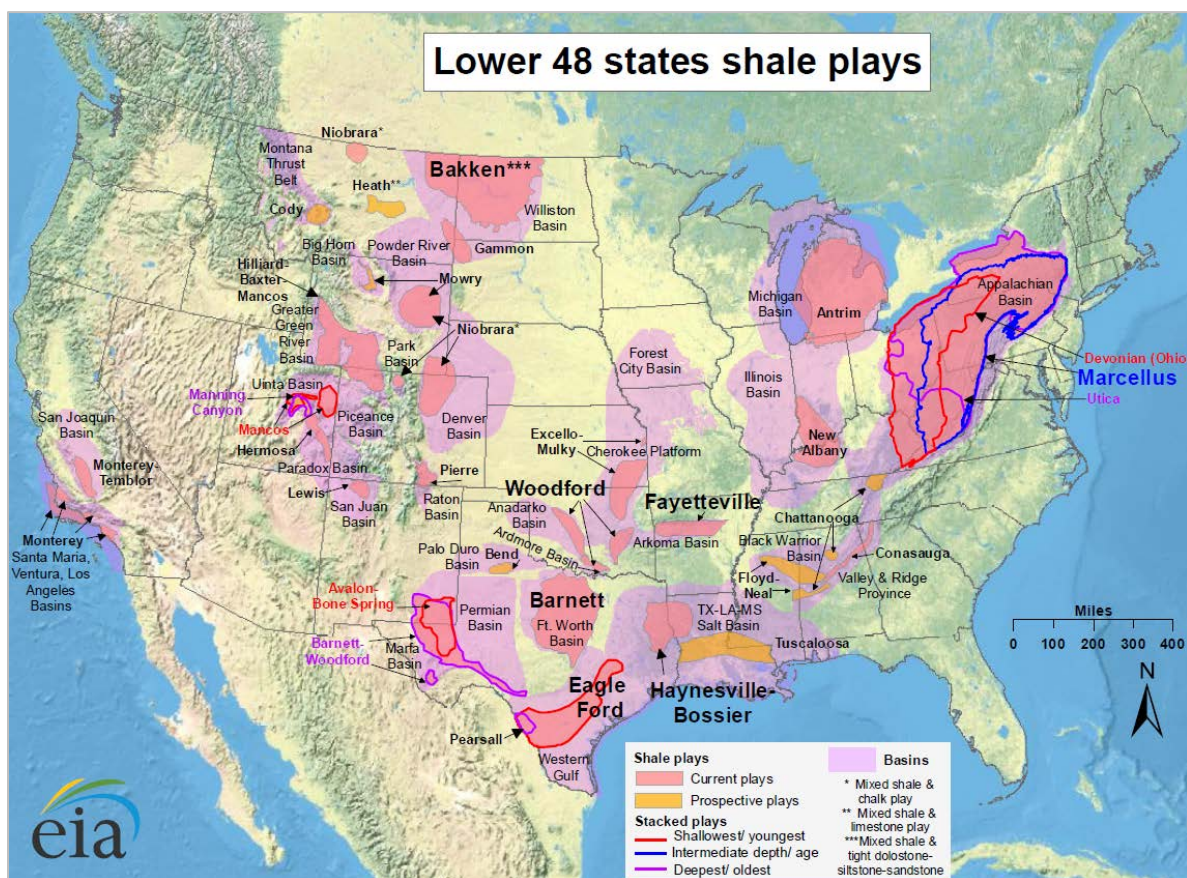 Lower 48 states shale plays
Niobrara*
Montana
Thrust
Belt
Bakken***
Heath**
Cody
Williston
Basin
Big Horn
Basin
Powder River
Basin
Gammon
Hilliard-
Baxter-
Mancos
Mowry
Greater
Green
River
Basin
Niobrara*
Park
Basin
Michigan
Basin
Antrim
Appalachian
Basin
Forest
City Basin
Illinois
Basin
Devonian (Ohio
Marcellus
Utica
Uinta Basin
Manning
Canyon
San Joaquin
Basin
Mancos
Piceance
Basin
Denver
Basin
Hermosa
Excello-
Mulky
Cherokee Platform
New
Albany
Monterey-
Temblor
Paradox Basin
Pierre
Lewis
San Juan
Basin
Raton
Basin
Woodford
Anadarko
Basin
Fayetteville
Chattanooga
Monterey
Santa Maria,
Ventura, Los
Angeles
Basins
Ardmore Basin
Arkoma Basin
Black Warrior
Basin
Conasauga
Palo Duro
Basin
Bend
Floyd-
Neal
Valley & Ridge
Province
Avalon-
Bone Spring
Permian
Basin
Barnett
Ft. Worth
Basin
TX-LA-MS
Salt Basin
Tuscaloosa
Barnett-
Woodford
Marfa
Basin
Eagle
Ford
Haynesville-
Bossier
Pearsall
Western
Gulf
Miles
0 100 200 300 400
N
Shale plays
Current plays
Prospective plays
Stacked plays
Shallowest/ youngest
Intermediate depth/ age
Deepest/ oldest
Basins
* Mixed shale &
chalk play
** Mixed shale &
limestone play
***Mixed shale &
tight dolostone-
siltstone-sandstone
eia